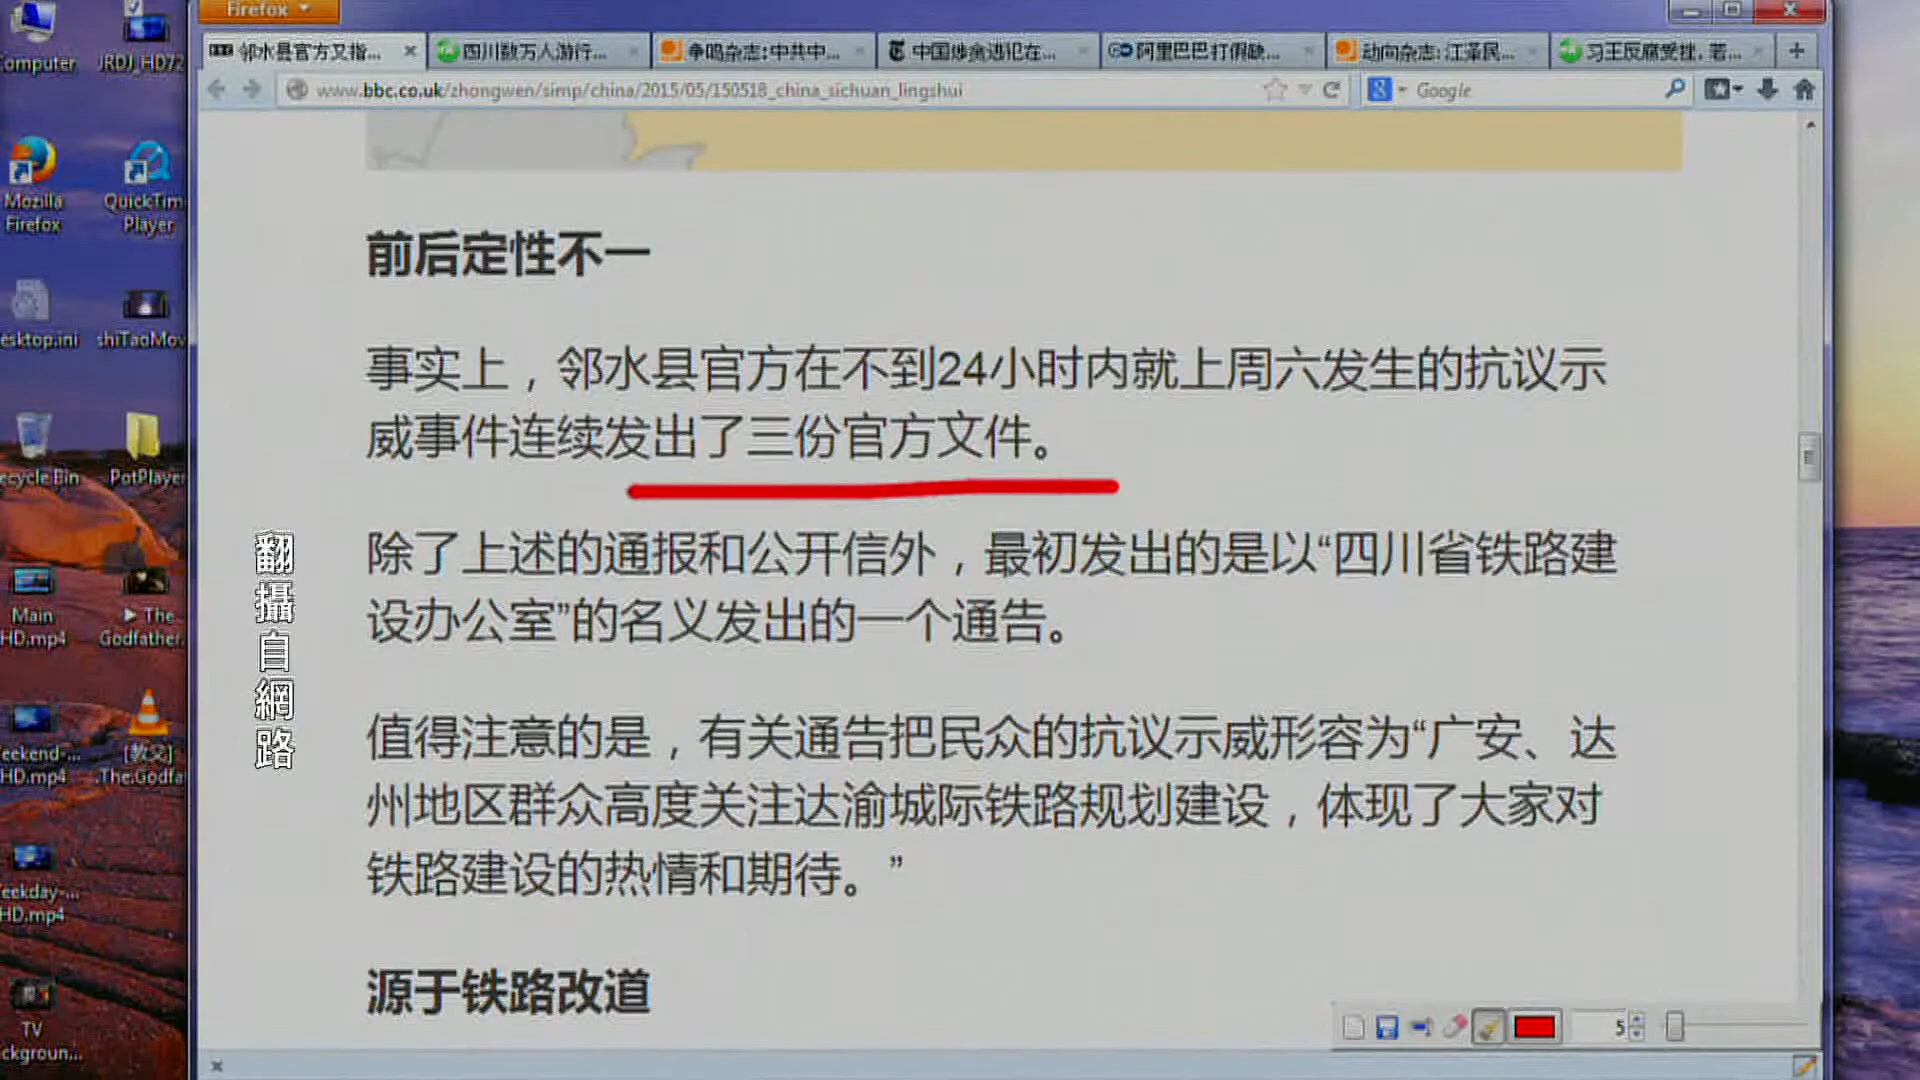 Firefox
邻水县官方又指...
四川数万人游行...
争鸣杂志:中共中...
中国涉贪逃犯在...
阿里巴巴打假缺...
动向杂志:江泽民...
习王反腐受挫,若...
www.bbc.co.uk/zhongwen/simp/china/2015/05/150518_china_sichuan_lingshui
Google
Computer
JRDJ_HD72
Mozilla
Firefox
QuickTim
Player
esktop.ini
shiTaoMov
ecycle Bin
PotPlayer
Main
HD.mp4
The
Godfather.
eekend-...
HD.mp4
[教父]
.The.Godfa
eekday-...
HD.mp4
TV
ckgroun...
前后定性不一
事实上，邻水县官方在不到24小时内就上周六发生的抗议示
威事件连续发出了三份官方文件。
除了上述的通报和公开信外，最初发出的是以“四川省铁路建
设办公室”的名义发出的一个通告。
值得注意的是，有关通告把民众的抗议示威形容为“广安、达
州地区群众高度关注达渝城际铁路规划建设，体现了大家对
铁路建设的热情和期待。”
源于铁路改道
翻攝自網路
5